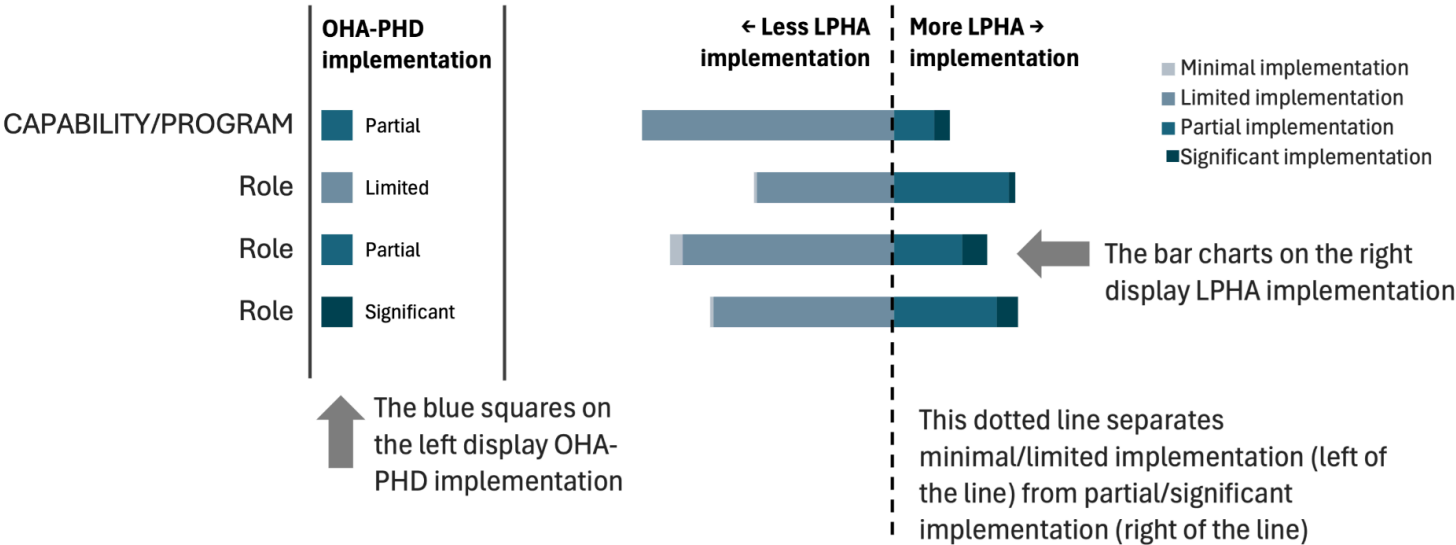 OHA-PHD
implementation
← Less LPHA
implementation
More LPHA →
implementation
Minimal implementation
Limited implementation
Partial implementation
Significant implementation
CAPABILITY/PROGRAM
Partial
Role
Limited
Role
Partial
Role
Significant
The bar charts on the right
display LPHA implementation
The blue squares on
the left display OHA-
PHD implementation
This dotted line separates
minimal/limited implementation (left of
the line) from partial/significant
implementation (right of the line)